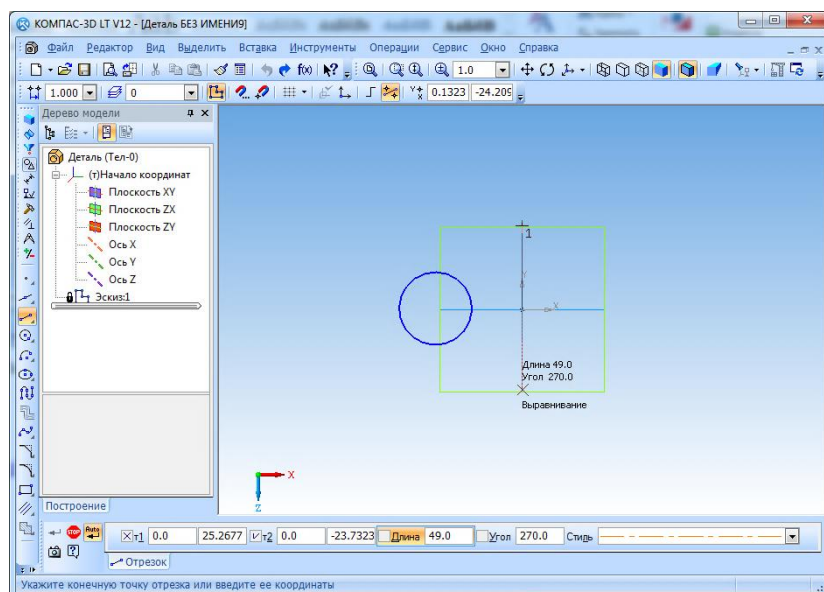 КОМПАС-3D LT V12 - [Деталь БЕЗ ИМЕНИ9]
Файл Редактор Вид Выделить Вставка Инструменты Операции Сервис Окно Справка
f(x) 1.0
1.000 0 0.1323 -24.209
Дерево модели
Деталь (Тел-0)
(т)Начало координат
Плоскость XY
Плоскость ZX
Плоскость ZY
Ось X
Ось Y
Ось Z
Эскиз:1
1
Y
X
Длина 49.0
Угол 270.0
Выравнивание
X
Z
Построение
STOP Auto т1 0.0 25.2677 т2 0.0 -23.7323 Длина 49.0 Угол 270.0 Стиль
Отрезок
Укажите конечную точку отрезка или введите ее координаты